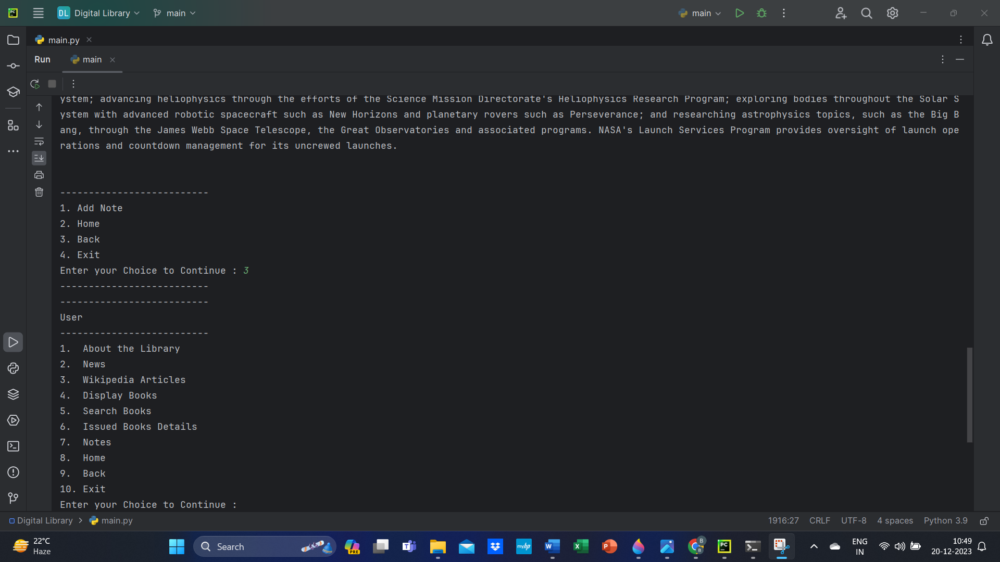 DL Digital Library main main
main.py
Run main
ystem; advancing heliophysics through the efforts of the Science Mission Directorate's Heliophysics Research Program; exploring bodies throughout the Solar S
ystem with advanced robotic spacecraft such as New Horizons and planetary rovers such as Perseverance; and researching astrophysics topics, such as the Big B
ang, through the James Webb Space Telescope, the Great Observatories and associated programs. NASA's Launch Services Program provides oversight of launch ope
rations and countdown management for its uncrewed launches.
--------------------------
1. Add Note
2. Home
3. Back
4. Exit
Enter your Choice to Continue : 3
--------------------------
--------------------------
User
--------------------------
1.  About the Library
2.  News
3.  Wikipedia Articles
4.  Display Books
5.  Search Books
6.  Issued Books Details
7.  Notes
8.  Home
9.  Back
10. Exit
Enter your Choice to Continue :
Digital Library > main.py 1916:27 CRLF UTF-8 4 spaces Python 3.9
22°C
Haze
Search
PRE
myhp
ENG
IN
10:49
20-12-2023